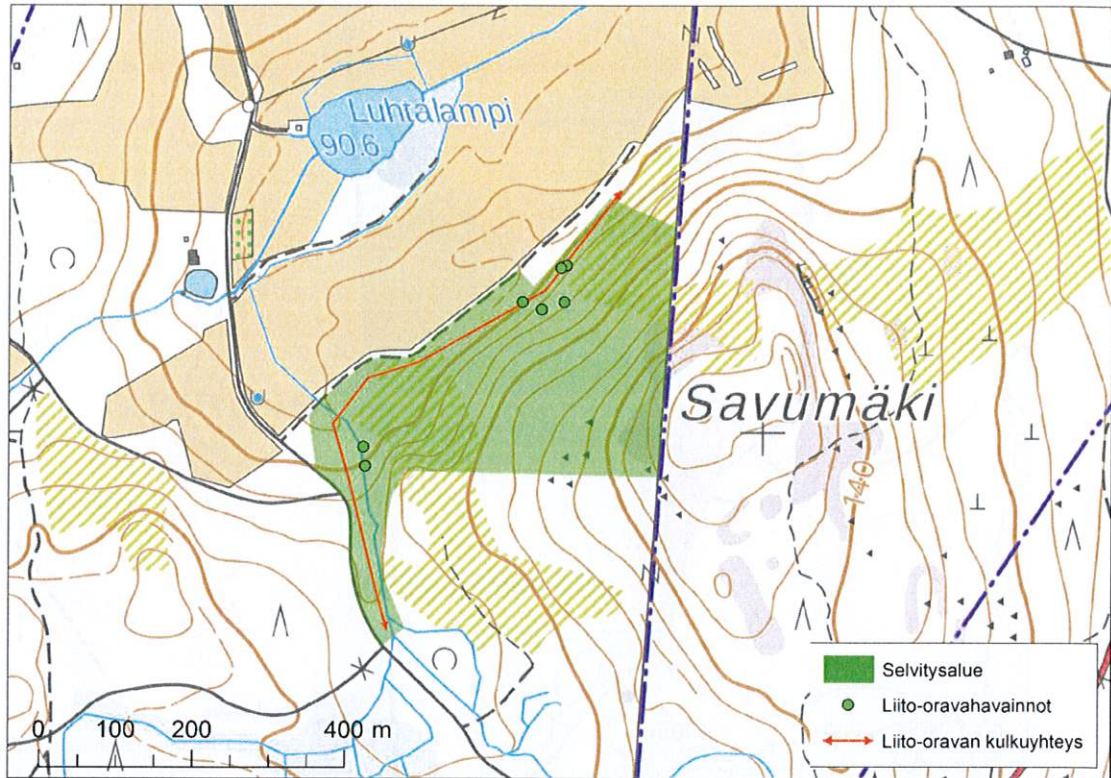 Luhtalampi
90.6
Savumäki
140
0 100 200 400 m
Selvitysalue
Liito-oravahavainnot
Liito-oravan kulkuyhteys